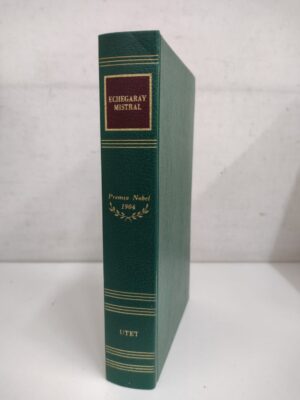 ECHEGARAY
MISTRAL
Premio Nobel
1904
UTET